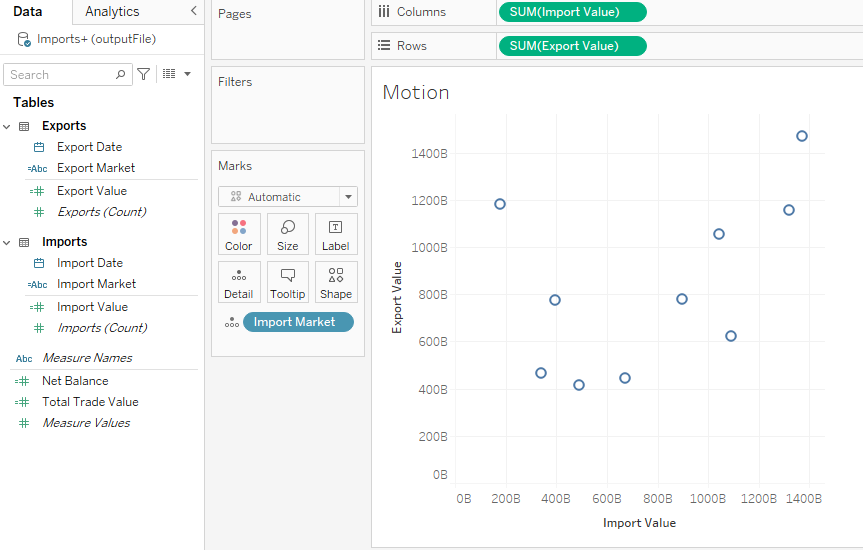 Data
Analytics
Imports+ (outputFile)
Search
Tables
Exports
Export Date
=Abc Export Market
=# Export Value
# Exports (Count)
Imports
Import Date
=Abc Import Market
=# Import Value
# Imports (Count)
Abc Measure Names
=# Net Balance
=# Total Trade Value
# Measure Values
Pages
Filters
Marks
Automatic
Color
Size
T
Label
Detail
Tooltip
Shape
Import Market
Columns
SUM(Import Value)
Rows
SUM(Export Value)
Motion
Export Value
1400B
1200B
1000B
800B
600B
400B
200B
0B
0B 200B 400B 600B 800B 1000B 1200B 1400B
Import Value